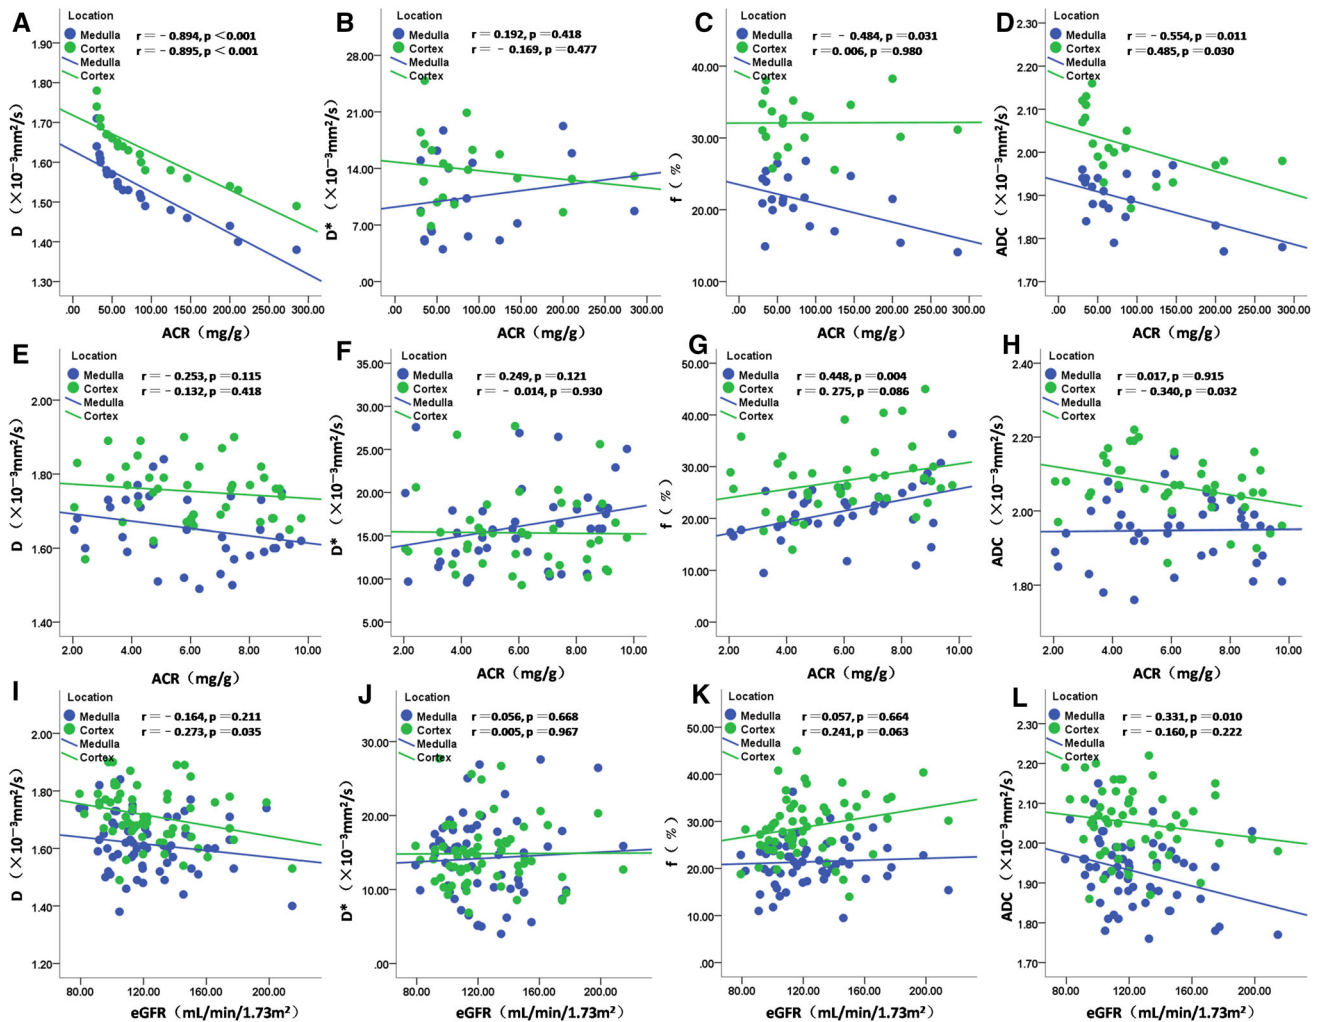 A
Location
Medulla r=-0.894, p<0.001
Cortex r=-0.895, p<0.001
Medulla
Cortex
1.90
1.80
1.70
1.60
1.50
1.40
1.30
D (×10−3mm²/s)
.00 50.00 100.00 150.00 200.00 250.00 300.00
ACR (mg/g)
B
Location
Medulla r=0.192, p=0.418
Cortex r=-0.169, p=0.477
Medulla
Cortex
28.00
21.00
14.00
7.00
.00
D* (×10−3mm²/s)
.00 50.00 100.00 150.00 200.00 250.00 300.00
ACR (mg/g)
C
Location
Medulla r=-0.484, p=0.031
Cortex r=0.006, p=0.980
Medulla
Cortex
40.00
30.00
20.00
10.00
f (%)
.00 50.00 100.00 150.00 200.00 250.00 300.00
ACR (mg/g)
D
Location
Medulla r=-0.554, p=0.011
Cortex r=0.485, p=0.030
Medulla
Cortex
2.30
2.20
2.10
2.00
1.90
1.80
1.70
ADC (×10−3mm²/s)
.00 50.00 100.00 150.00 200.00 250.00 300.00
ACR (mg/g)
E
Location
Medulla r=-0.253, p=0.115
Cortex r=-0.132, p=0.418
Medulla
Cortex
2.00
1.80
1.60
1.40
D (×10−3mm²/s)
2.00 4.00 6.00 8.00 10.00
ACR (mg/g)
F
Location
Medulla r=0.249, p=0.121
Cortex r=-0.014, p=0.930
Medulla
Cortex
35.00
30.00
25.00
20.00
15.00
10.00
5.00
D* (×10−3mm²/s)
2.00 4.00 6.00 8.00 10.00
ACR (mg/g)
G
Location
Medulla r=0.448, p=0.004
Cortex r=0.275, p=0.086
Medulla
Cortex
50.00
40.00
30.00
20.00
10.00
.00
f (%)
2.00 4.00 6.00 8.00 10.00
ACR (mg/g)
H
Location
Medulla r=0.017, p=0.915
Cortex r=-0.340, p=0.032
Medulla
Cortex
2.40
2.20
2.00
1.80
ADC (×10−3mm²/s)
2.00 4.00 6.00 8.00 10.00
ACR (mg/g)
I
Location
Medulla r=-0.164, p=0.211
Cortex r=-0.273, p=0.035
Medulla
Cortex
2.00
1.80
1.60
1.40
1.20
D (×10−3mm²/s)
80.00 120.00 160.00 200.00
eGFR (mL/min/1.73m²)
J
Location
Medulla r=0.056, p=0.668
Cortex r=0.005, p=0.967
Medulla
Cortex
30.00
20.00
10.00
.00
D* (×10−3mm²/s)
80.00 120.00 160.00 200.00
eGFR (mL/min/1.73m²)
K
Location
Medulla r=0.057, p=0.664
Cortex r=0.241, p=0.063
Medulla
Cortex
50.00
40.00
30.00
20.00
10.00
.00
f (%)
80.00 120.00 160.00 200.00
eGFR (mL/min/1.73m²)
L
Location
Medulla r=-0.331, p=0.010
Cortex r=-0.160, p=0.222
Medulla
Cortex
2.30
2.20
2.10
2.00
1.90
1.80
1.70
ADC (×10−3mm²/s)
80.00 120.00 160.00 200.00
eGFR (mL/min/1.73m²)